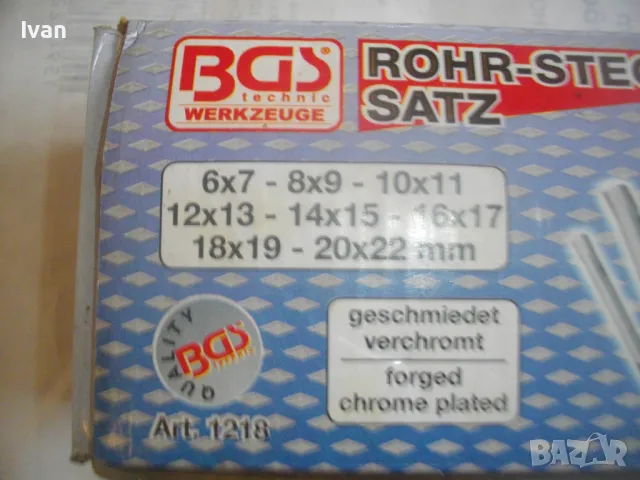 Ivan
BGS
technic
WERKZEUGE
ROHR-STEC
SATZ
6x7 - 8x9 - 10x11
12x13 - 14x15 - 16x17
18x19 - 20x22 mm
QUALITY
BGS
geschmiedet
verchromt
forged
chrome plated
Art. 1218
BAZAR